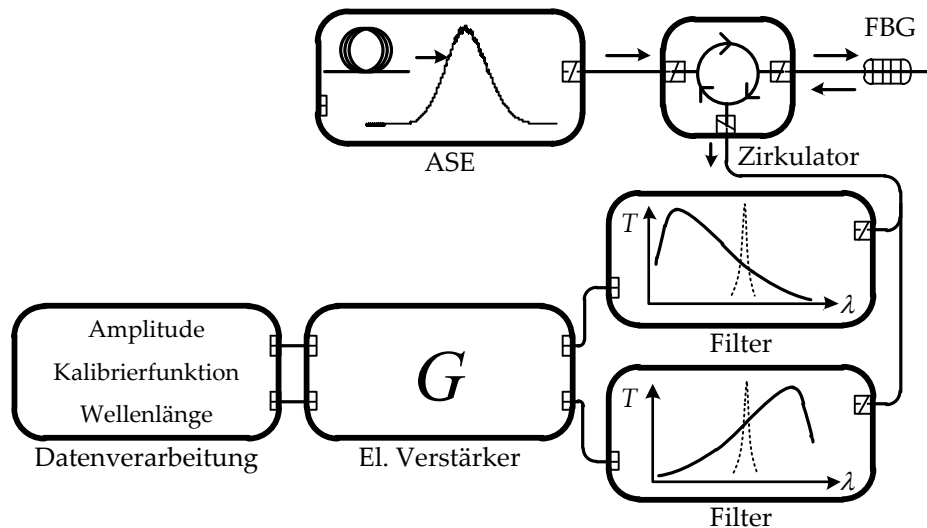 FBG
ASE
Zirkulator
T
λ
Filter
Amplitude
Kalibrierfunktion
Wellenlänge
Datenverarbeitung
G
El. Verstärker
T
λ
Filter